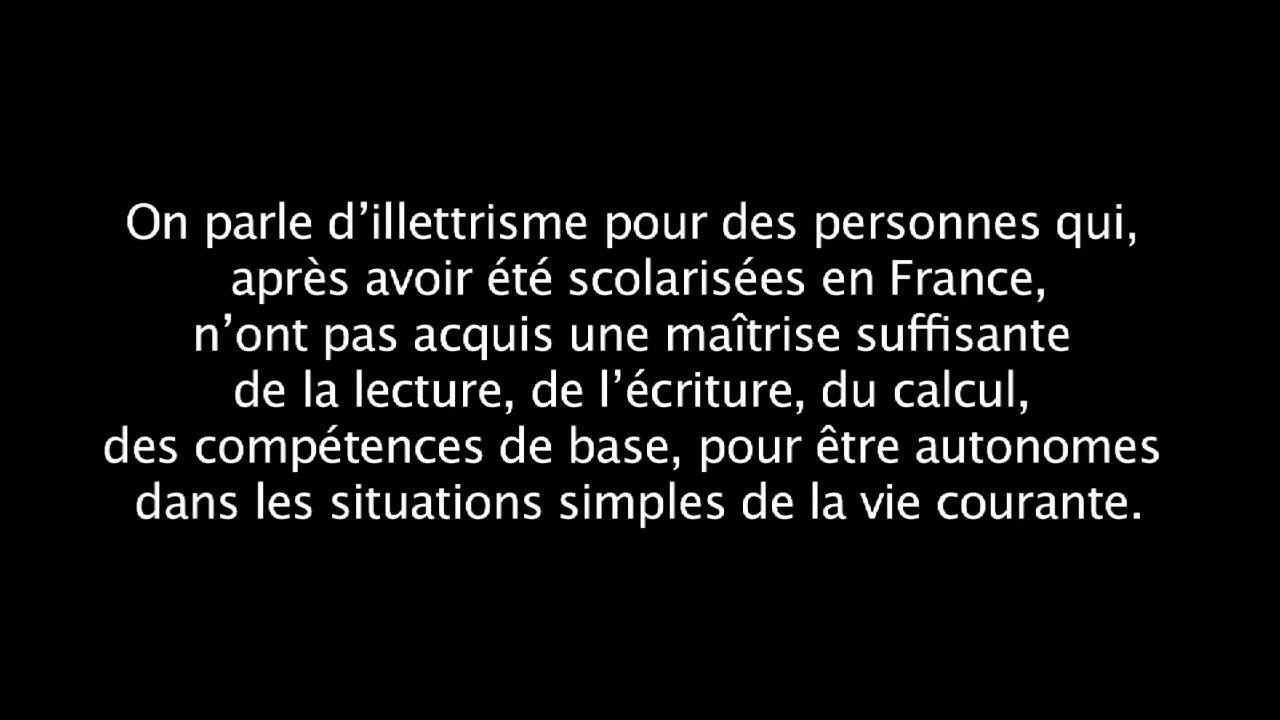 On parle d’illettrisme pour des personnes qui,
après avoir été scolarisées en France,
n’ont pas acquis une maîtrise suffisante
de la lecture, de l’écriture, du calcul,
des compétences de base, pour être autonomes
dans les situations simples de la vie courante.